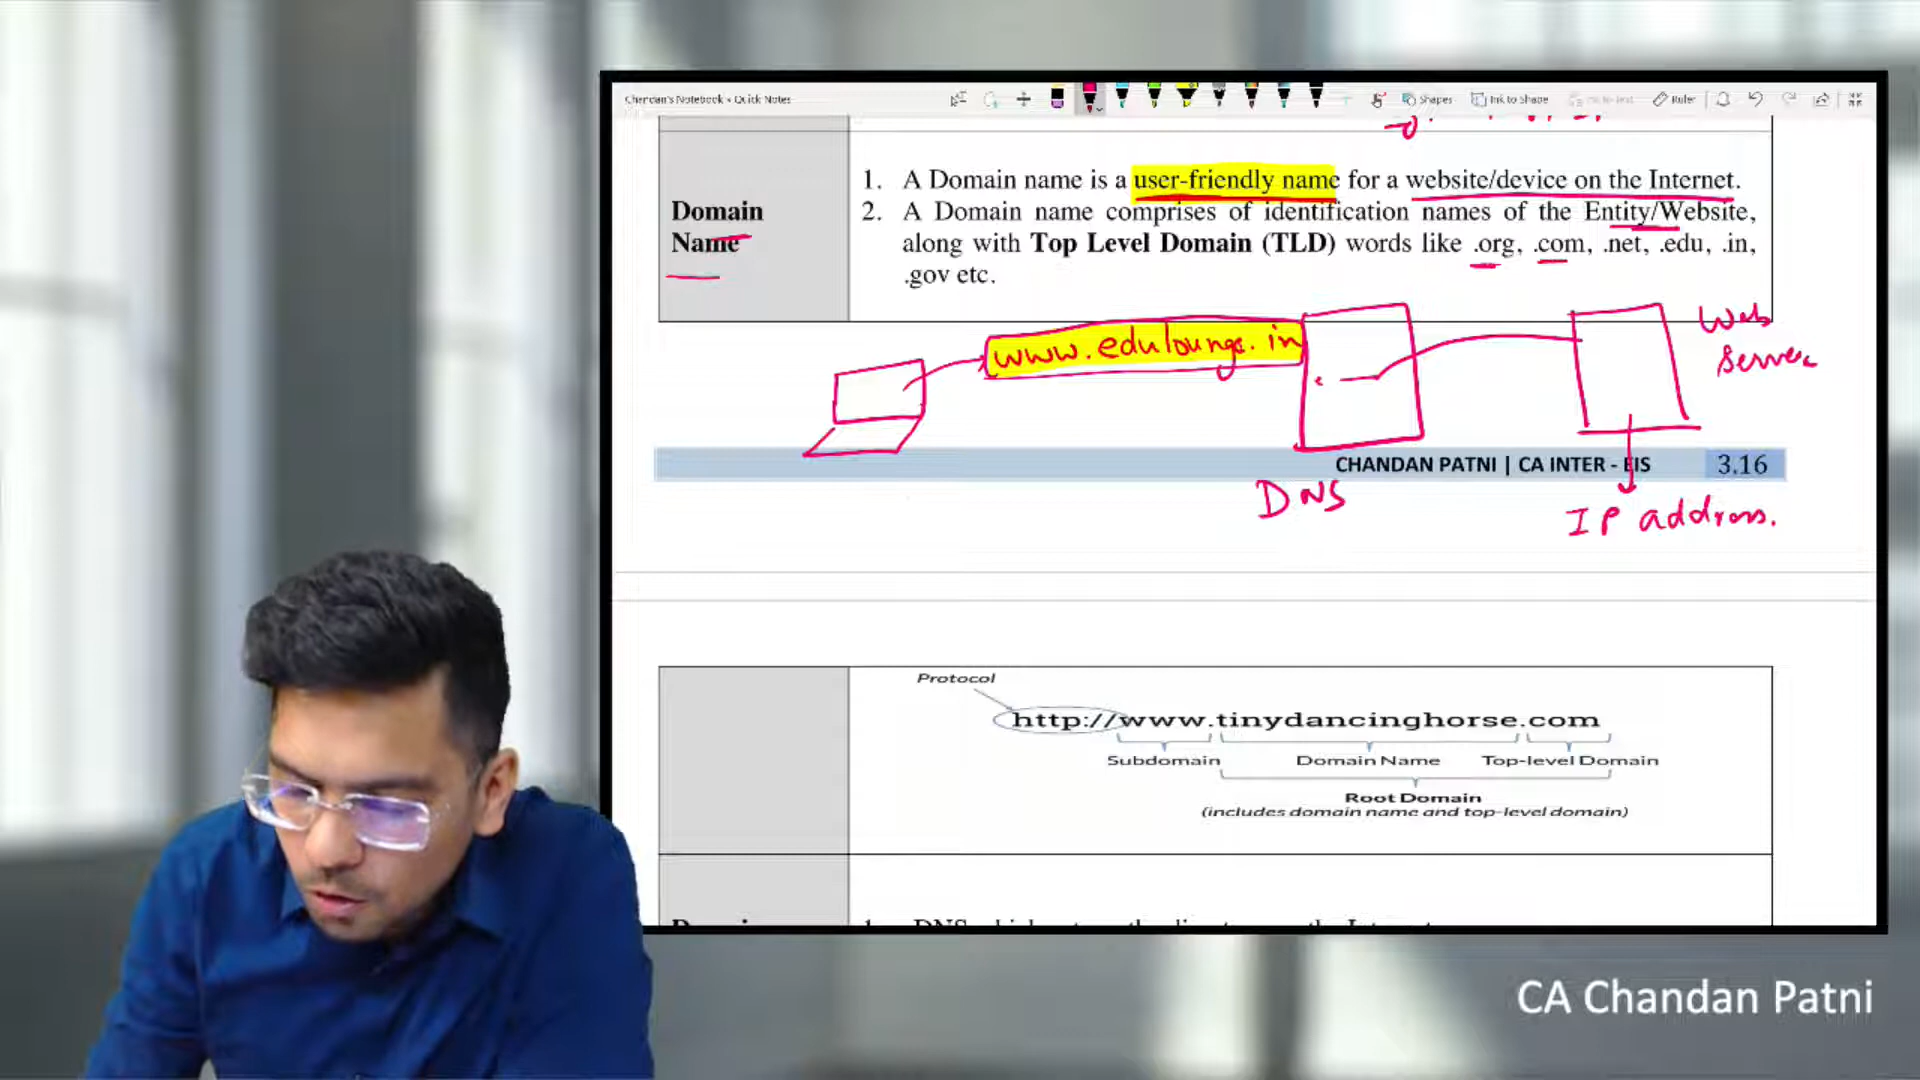 Chandan's Notebook » Quick Notes
Shapes
Ink to Shape
Ruler
1. A Domain name is a user-friendly name for a website/device on the Internet.
Domain
Name
2. A Domain name comprises of identification names of the Entity/Website,
along with Top Level Domain (TLD) words like .org, .com, .net, .edu, .in,
.gov etc.
www.edulounge.in
Web
Server
CHANDAN PATNI | CA INTER - EIS 3.16
DNS
IP address.
Protocol
http://www.tinydancinghorse.com
Subdomain Domain Name Top-level Domain
Root Domain
(includes domain name and top-level domain)
CA Chandan Patni